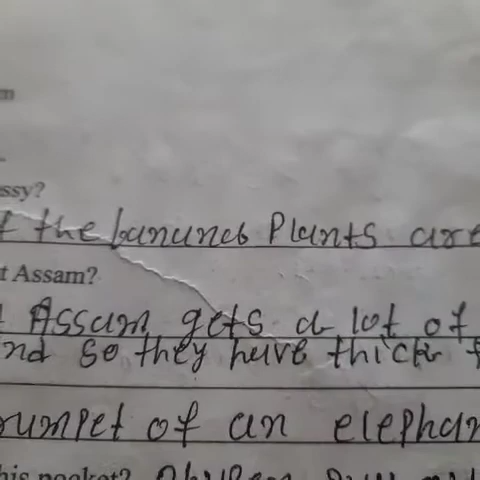 m
ssy?
f the bananas Plants are
t Assam?
t Assam gets a lot of
nd so they have thick f
rumpet of an elephan
his pocket?